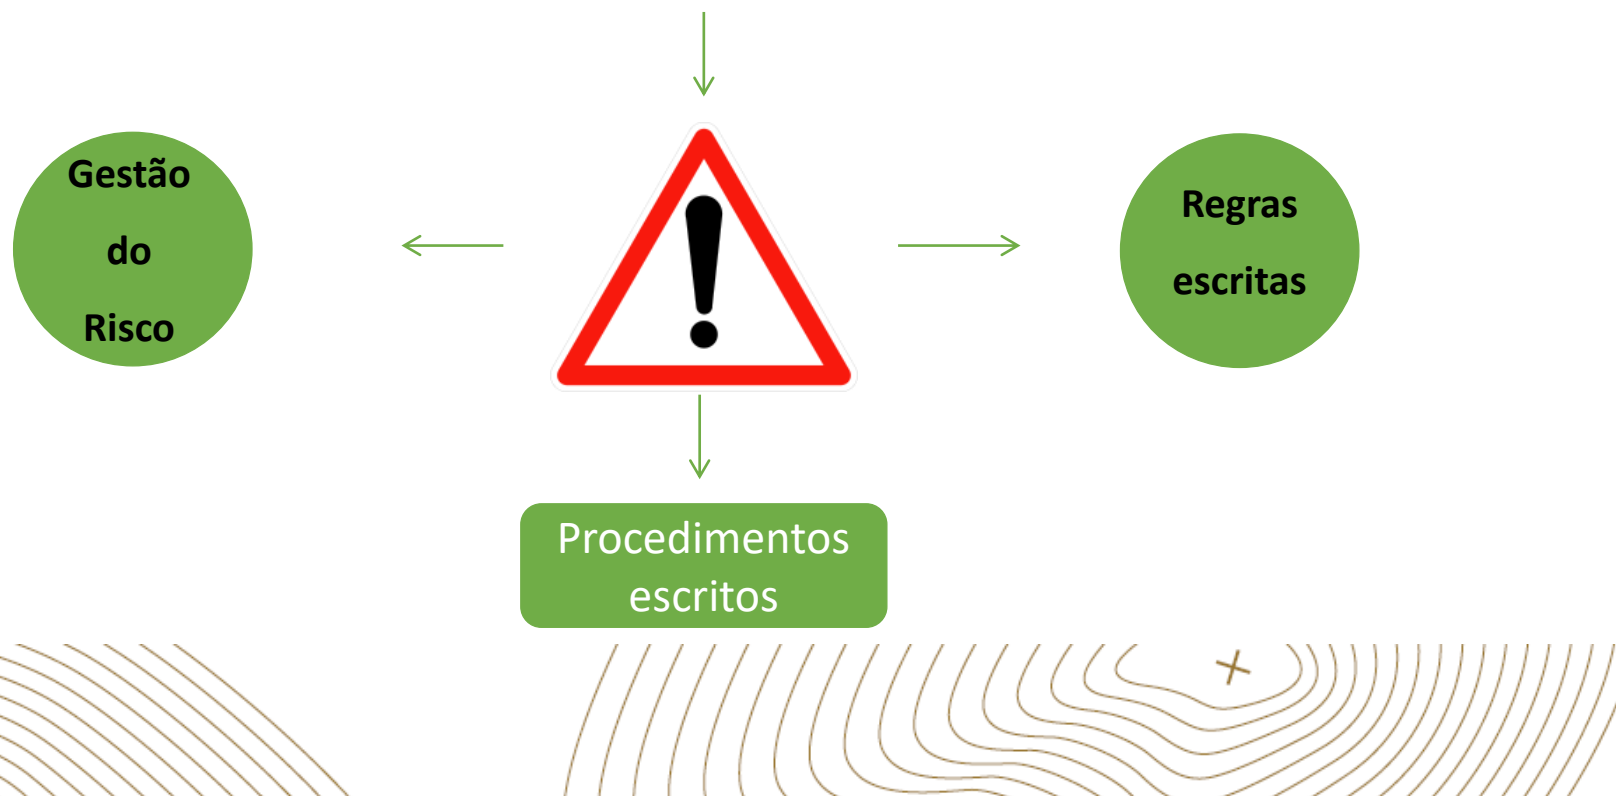 Gestão
do
Risco
Regras
escritas
Procedimentos
escritos